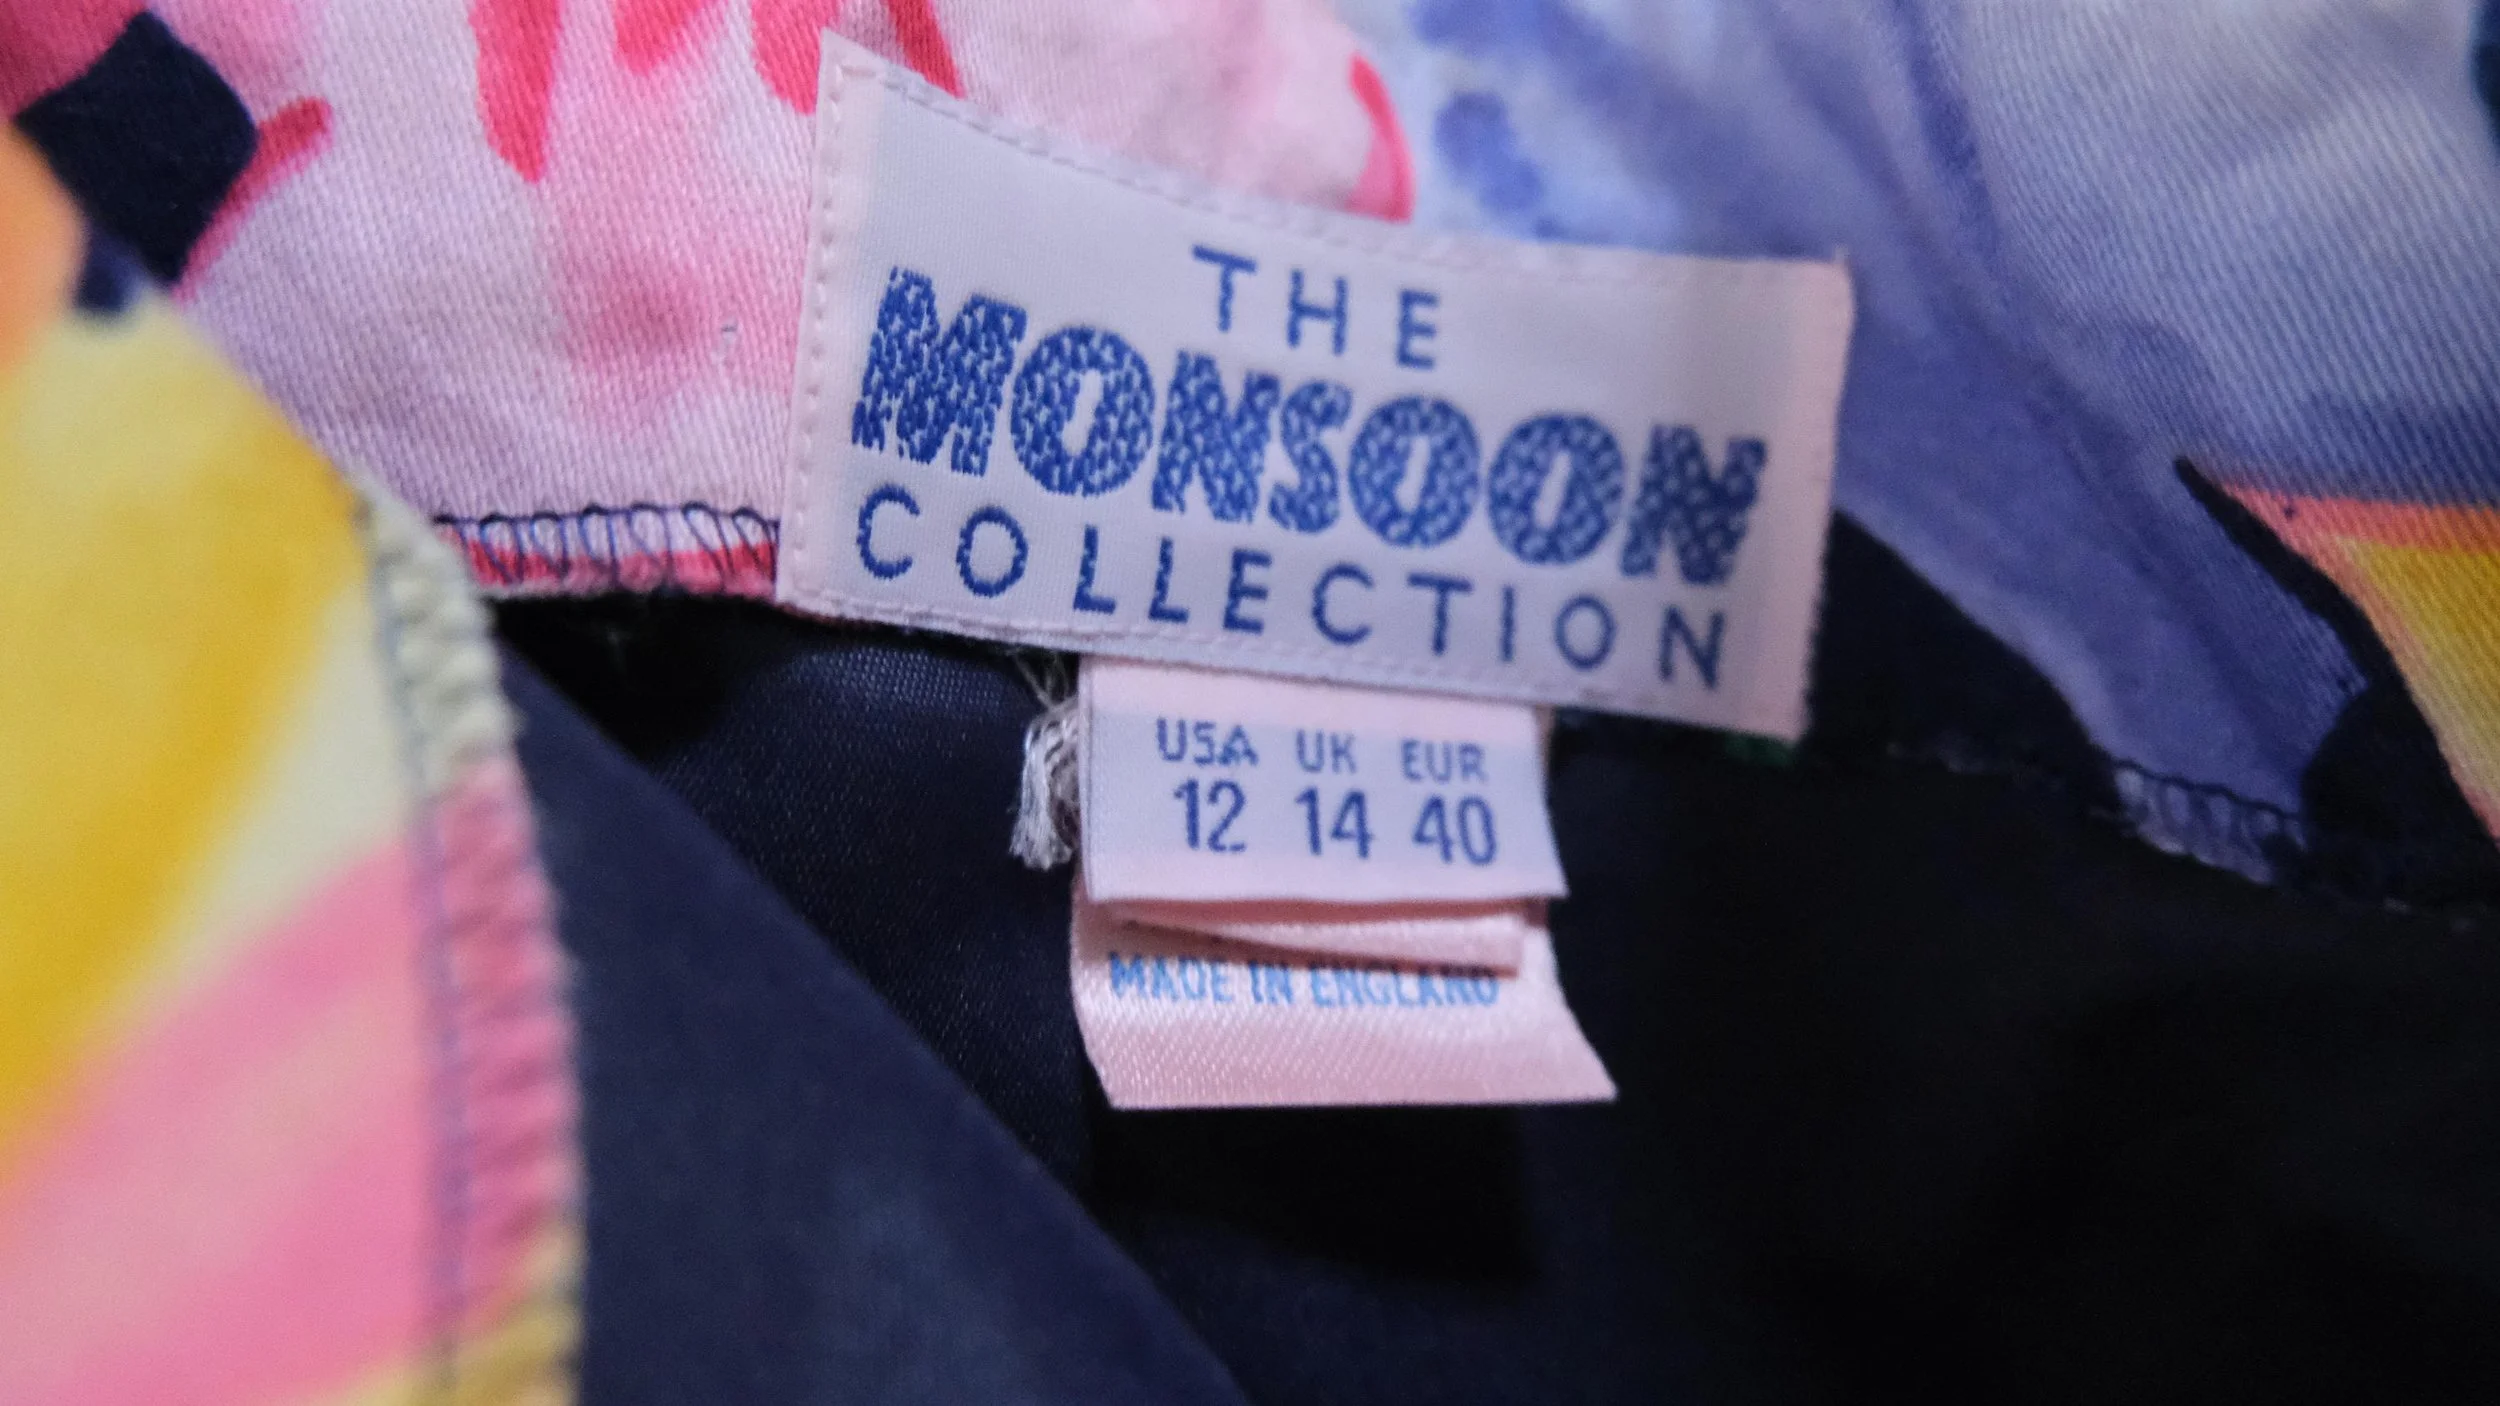 THE
MONSOON
COLLECTION
USA UK EUR
12 14 40
MADE IN ENGLAND